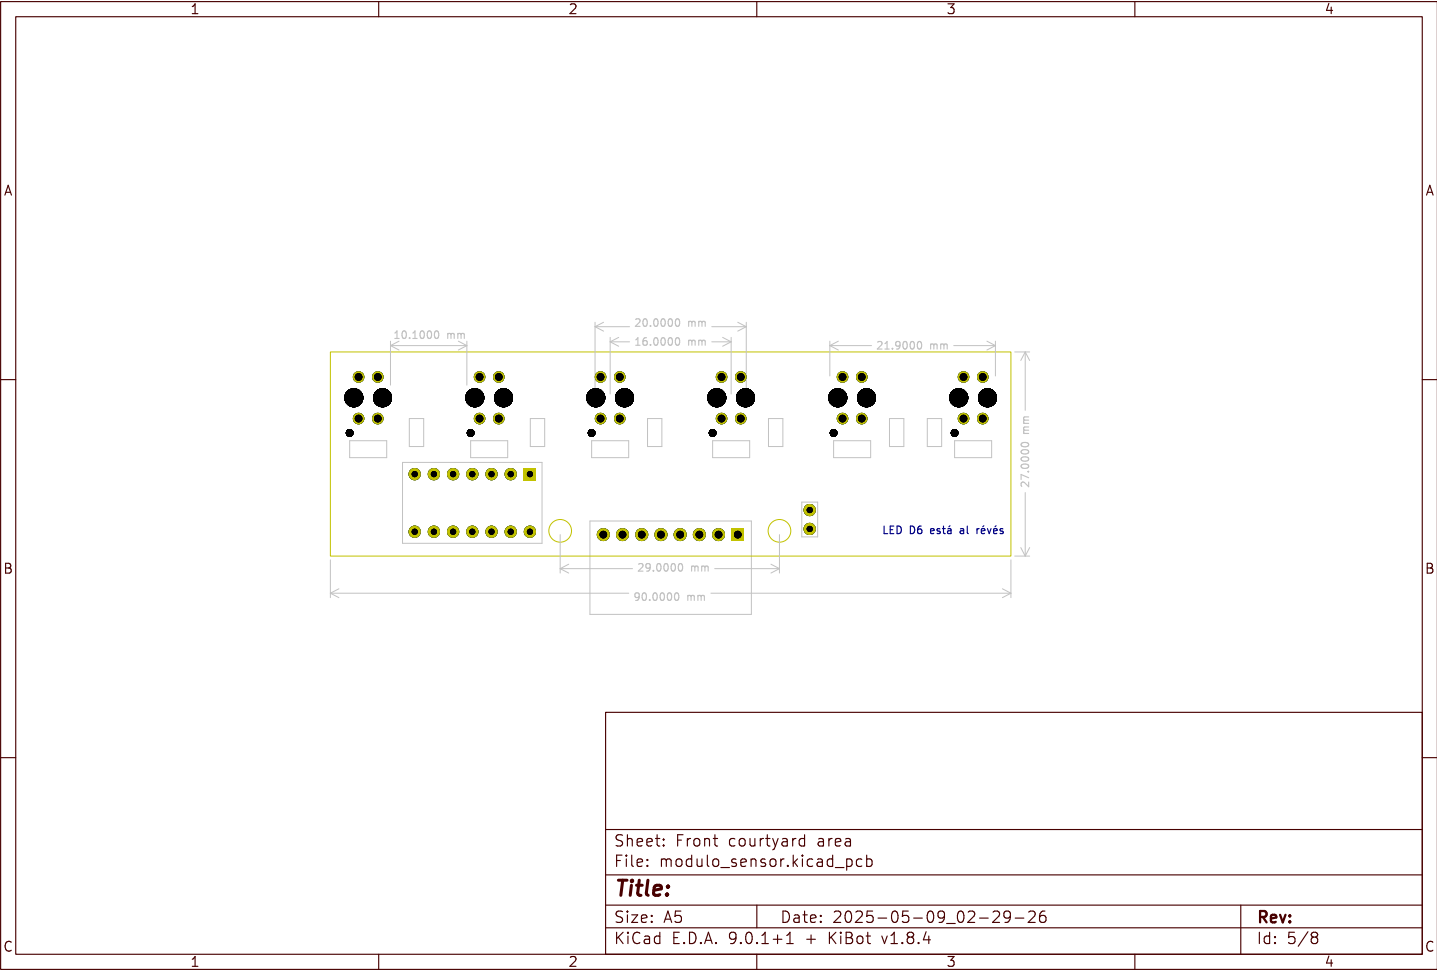 1 2 3 4
A A
20.0000 mm
10.1000 mm
16.0000 mm
21.9000 mm
27.0000 mm
LED D6 está al révés
B B
29.0000 mm
90.0000 mm
Sheet: Front courtyard area
File: modulo_sensor.kicad_pcb
Title:
Size: A5 Date: 2025-05-09_02-29-26 Rev:
KiCad E.D.A. 9.0.1+1 + KiBot v1.8.4 Id: 5/8
C C
1 2 3 4